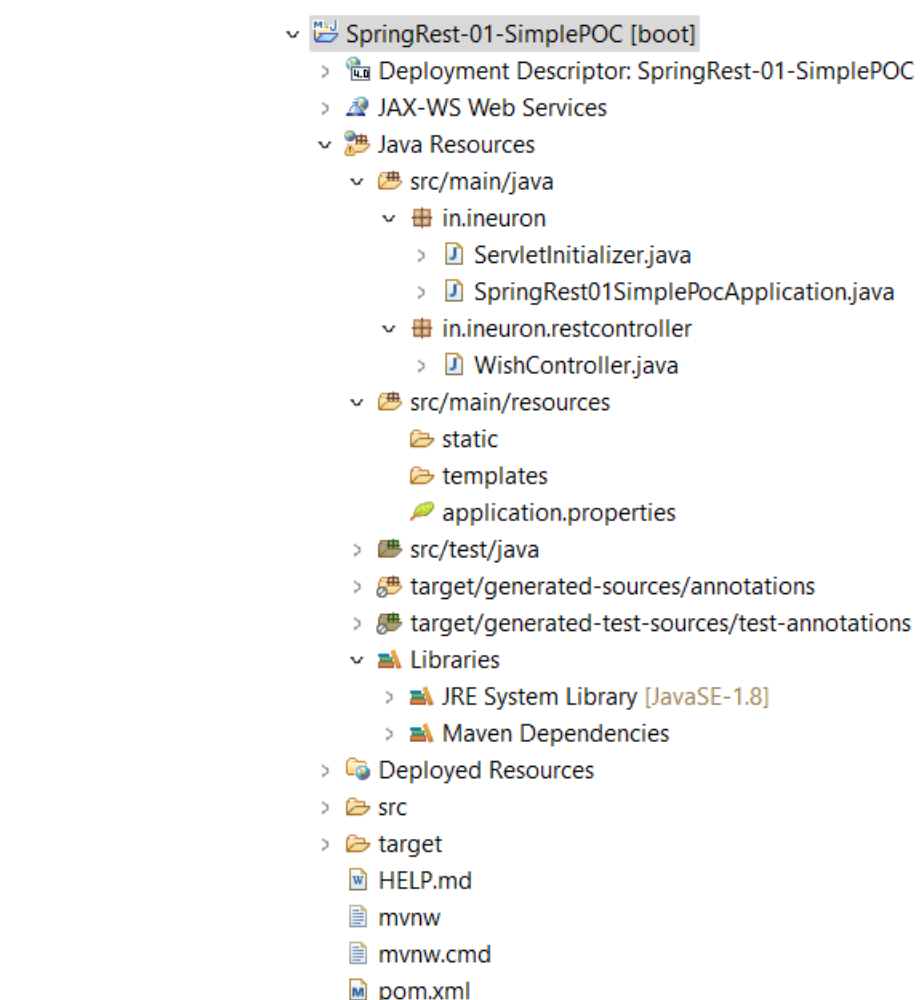 SpringRest-01-SimplePOC [boot]
Deployment Descriptor: SpringRest-01-SimplePOC
JAX-WS Web Services
Java Resources
src/main/java
in.ineuron
ServletInitializer.java
SpringRest01SimplePocApplication.java
in.ineuron.restcontroller
WishController.java
src/main/resources
static
templates
application.properties
src/test/java
target/generated-sources/annotations
target/generated-test-sources/test-annotations
Libraries
JRE System Library [JavaSE-1.8]
Maven Dependencies
Deployed Resources
src
target
HELP.md
mvnw
mvnw.cmd
pom.xml